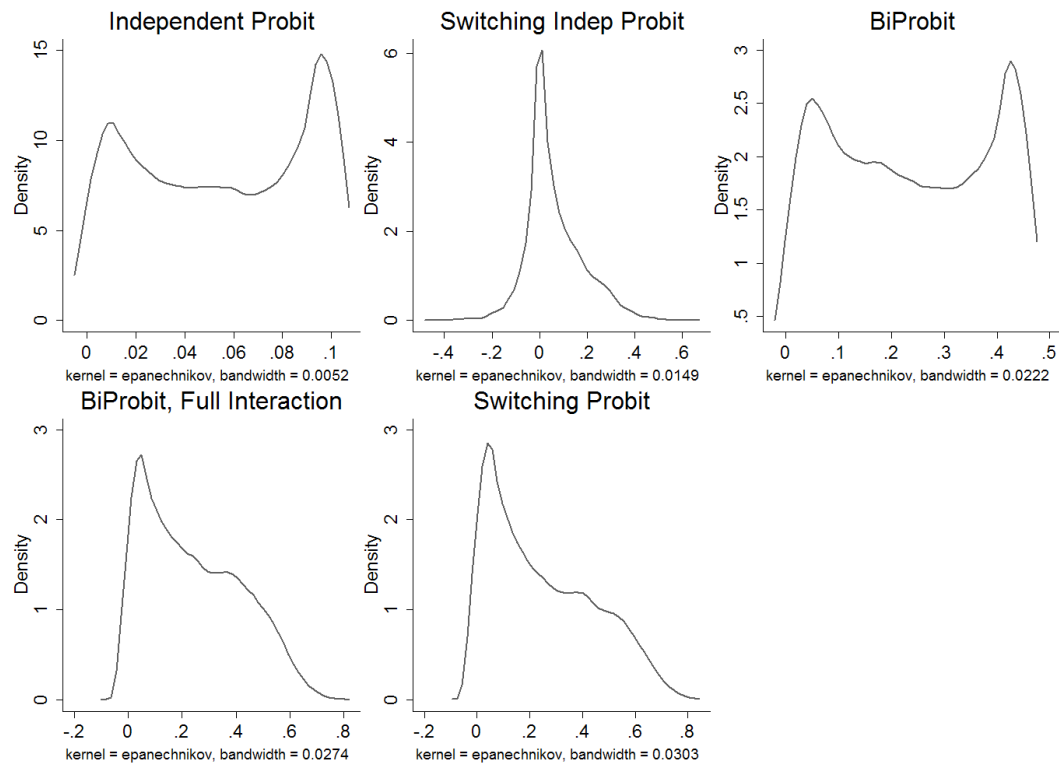 Independent Probit
Density
0
5
10
15
0 .02 .04 .06 .08 .1
kernel = epanechnikov, bandwidth = 0.0052
Switching Indep Probit
Density
0
2
4
6
-.4 -.2 0 .2 .4 .6
kernel = epanechnikov, bandwidth = 0.0149
BiProbit
Density
.5
1
1.5
2
2.5
3
0 .1 .2 .3 .4 .5
kernel = epanechnikov, bandwidth = 0.0222
BiProbit, Full Interaction
Density
0
1
2
3
-.2 0 .2 .4 .6 .8
kernel = epanechnikov, bandwidth = 0.0274
Switching Probit
Density
0
1
2
3
-.2 0 .2 .4 .6 .8
kernel = epanechnikov, bandwidth = 0.0303